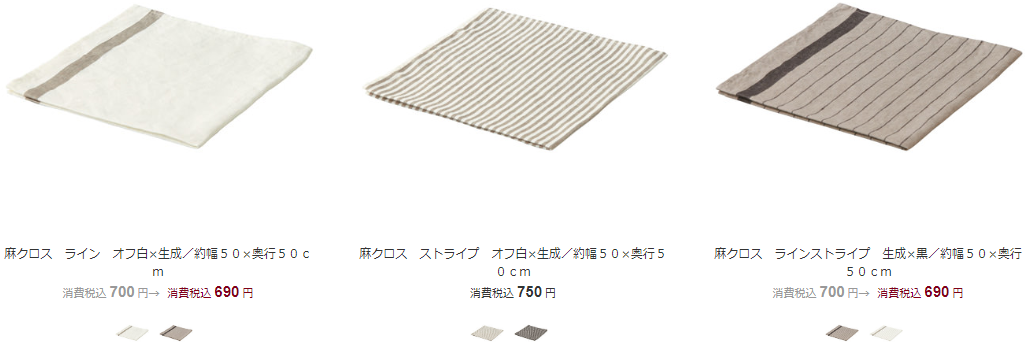 麻クロス　ライン　オフ白×生成／約幅５０×奥行５０ｃ
ｍ
消費税込 700 円→ 消費税込 690 円
麻クロス　ストライプ　オフ白×生成／約幅５０×奥行５
０ｃｍ
消費税込 750 円
麻クロス　ラインストライプ　生成×黒／約幅５０×奥行
５０ｃｍ
消費税込 700 円→ 消費税込 690 円